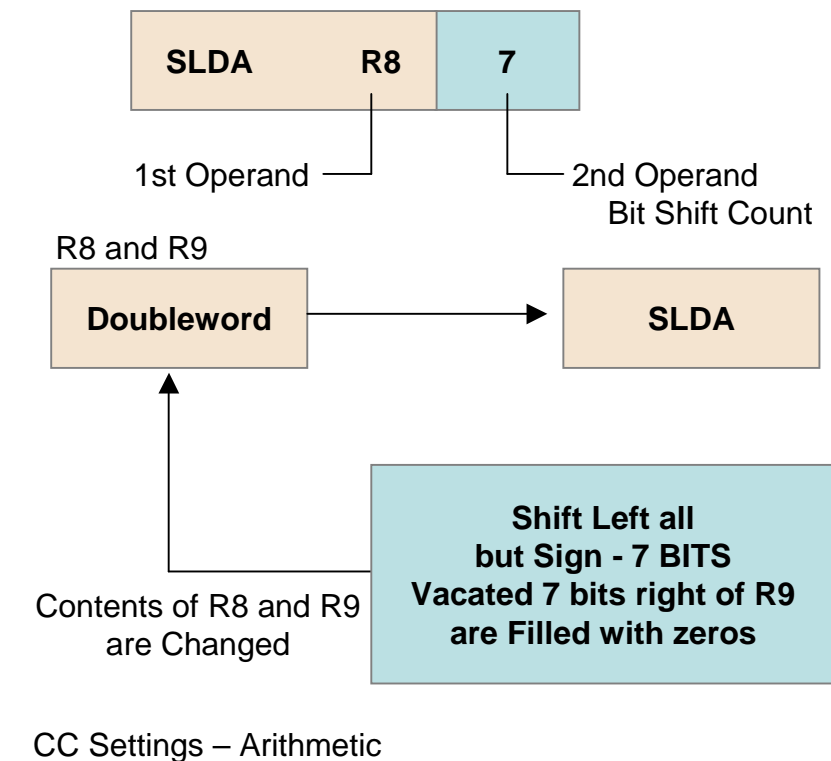 SLDA R8 7
1st Operand
2nd Operand
Bit Shift Count
R8 and R9
Doubleword
SLDA
Shift Left all
but Sign - 7 BITS
Vacated 7 bits right of R9
are Filled with zeros
Contents of R8 and R9
are Changed
CC Settings – Arithmetic